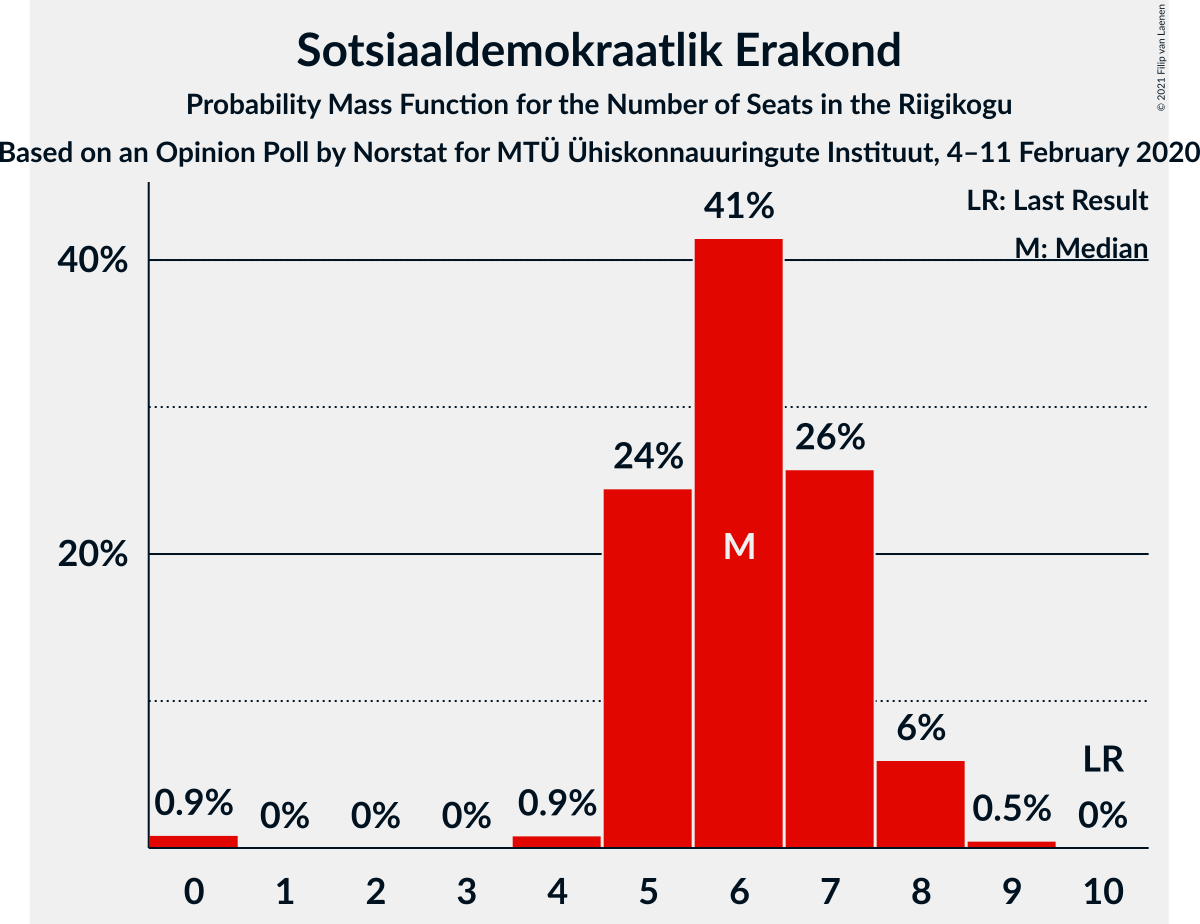 Sotsiaaldemokraatlik Erakond
Probability Mass Function for the Number of Seats in the Riigikogu
Based on an Opinion Poll by Norstat for MTÜ Ühiskonnauuringute Instituut, 4–11 February 2020
© 2021 Filip van Laenen
LR: Last Result
M: Median
40%
20%
0.9%
0%
0%
0%
0.9%
24%
41%
M
26%
6%
0.5%
LR
0%
0 1 2 3 4 5 6 7 8 9 10